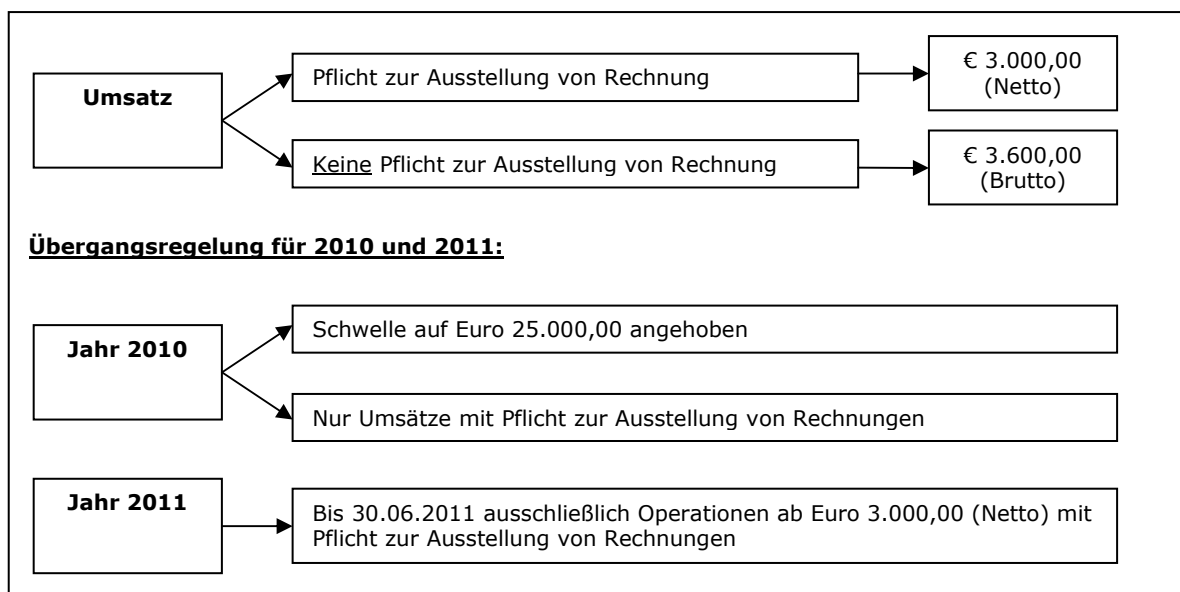 Umsatz
Pflicht zur Ausstellung von Rechnung
€ 3.000,00
(Netto)
Keine Pflicht zur Ausstellung von Rechnung
€ 3.600,00
(Brutto)
Übergangsregelung für 2010 und 2011:
Jahr 2010
Schwelle auf Euro 25.000,00 angehoben
Nur Umsätze mit Pflicht zur Ausstellung von Rechnungen
Jahr 2011
Bis 30.06.2011 ausschließlich Operationen ab Euro 3.000,00 (Netto) mit
Pflicht zur Ausstellung von Rechnungen